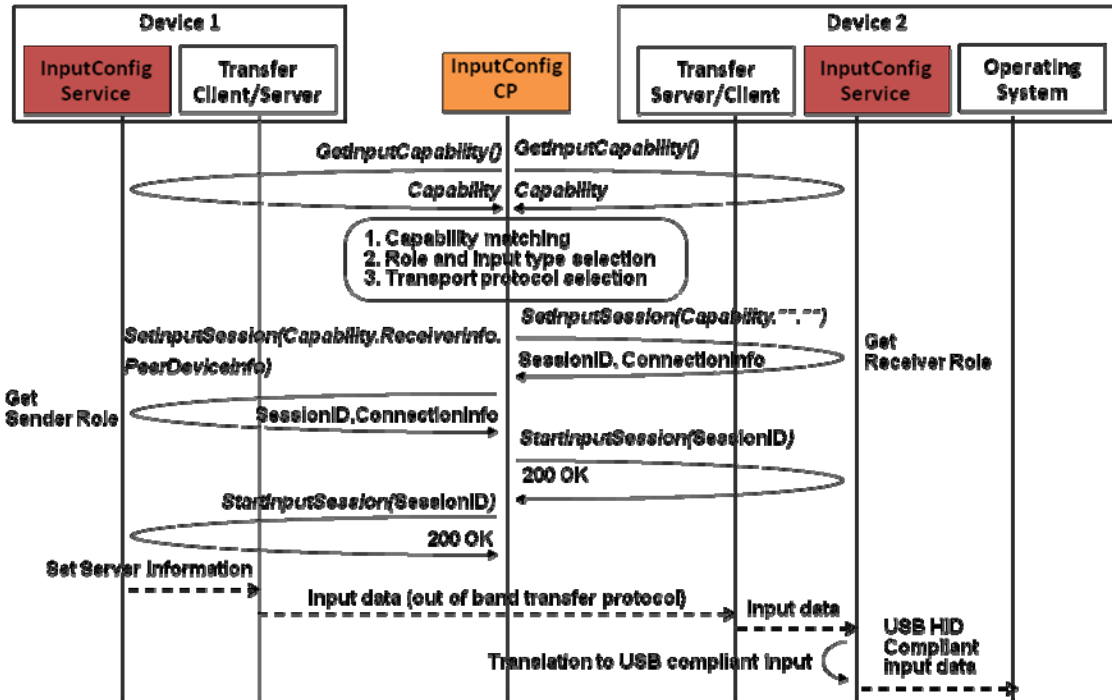 Device 1
Device 2
InputConfig
Service
Transfer
Client/Server
InputConfig
CP
Transfer
Server/Client
InputConfig
Service
Operating
System
GetInputCapability()
GetInputCapability()
Capability
Capability
1. Capability matching
2. Role and Input type selection
3. Transport protocol selection
SetInputSession(Capability,"","")
SetInputSession(Capability,ReceiverInfo,
PeerDeviceInfo)
SessionID, ConnectionInfo
Get
Receiver Role
Get
Sender Role
SessionID,ConnectionInfo
StartInputSession(SessionID)
200 OK
StartInputSession(SessionID)
200 OK
Set Server Information
Input data (out of band transfer protocol)
Input data
USB HID
Compliant
input data
Translation to USB compliant input